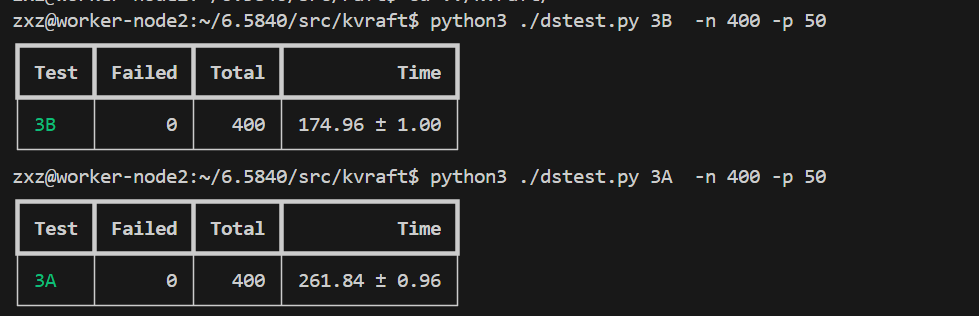 zxz@worker-node2:~/6.5840/src/kvraft$ python3 ./dstest.py 3B  -n 400 -p 50
Test Failed Total Time
3B 0 400 174.96 ± 1.00
zxz@worker-node2:~/6.5840/src/kvraft$ python3 ./dstest.py 3A  -n 400 -p 50
Test Failed Total Time
3A 0 400 261.84 ± 0.96